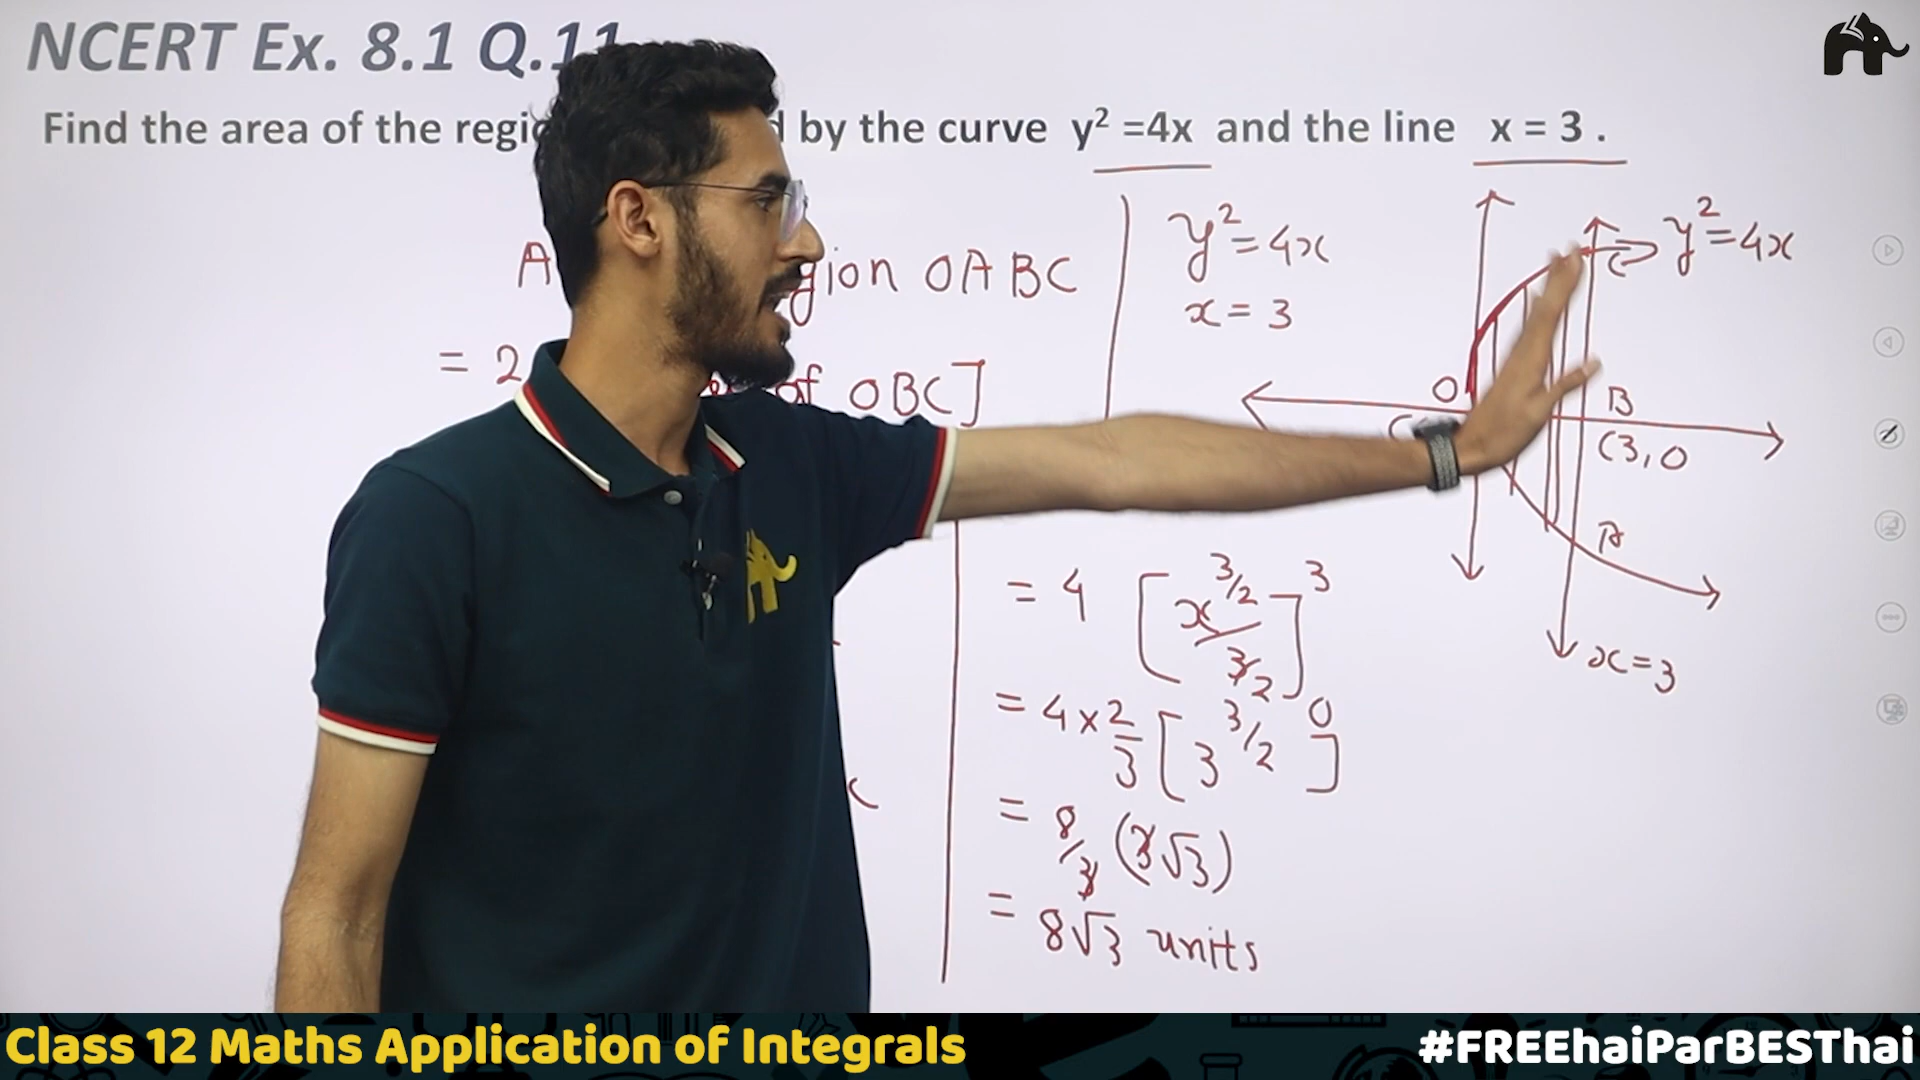 NCERT Ex. 8.1 Q.11
Find the area of the by the curve y² =4x and the line x = 3 .
OABC
= 2 of OBC]
y² = 4x
x = 3
y² = 4x
O
B
(3, 0
A
x = 3
= 4 [x^3/2 / 3/2]³₀
= 4 × 2/3 [3^3/2]
= 8/3 (3√3)
= 8√3 units
Class 12 Maths Application of Integrals
#FREEhaiParBESThai